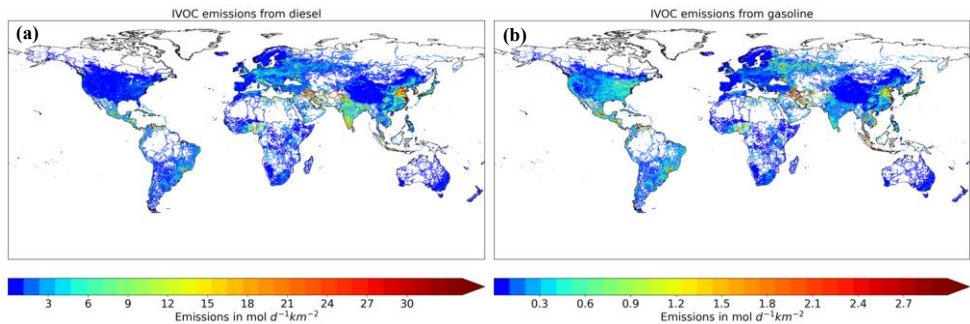 IVOC emissions from diesel
(a)
3 6 9 12 15 18 21 24 27 30
Emissions in mol d⁻¹km⁻²
IVOC emissions from gasoline
(b)
0.3 0.6 0.9 1.2 1.5 1.8 2.1 2.4 2.7
Emissions in mol d⁻¹km⁻²